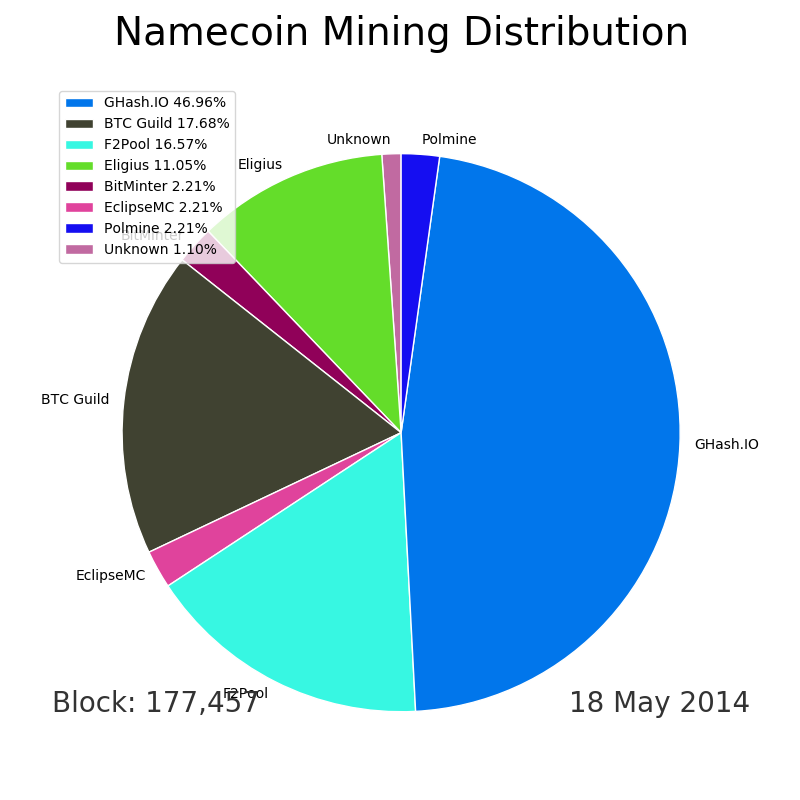 Namecoin Mining Distribution
GHash.IO 46.96%
BTC Guild 17.68%
F2Pool 16.57%
Eligius 11.05%
BitMinter 2.21%
EclipseMC 2.21%
Polmine 2.21%
Unknown 1.10%
Unknown
Polmine
Eligius
BitMinter
BTC Guild
GHash.IO
EclipseMC
F2Pool
Block: 177,457
18 May 2014